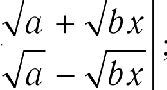 √a + √bx |
√a − √bx | ;